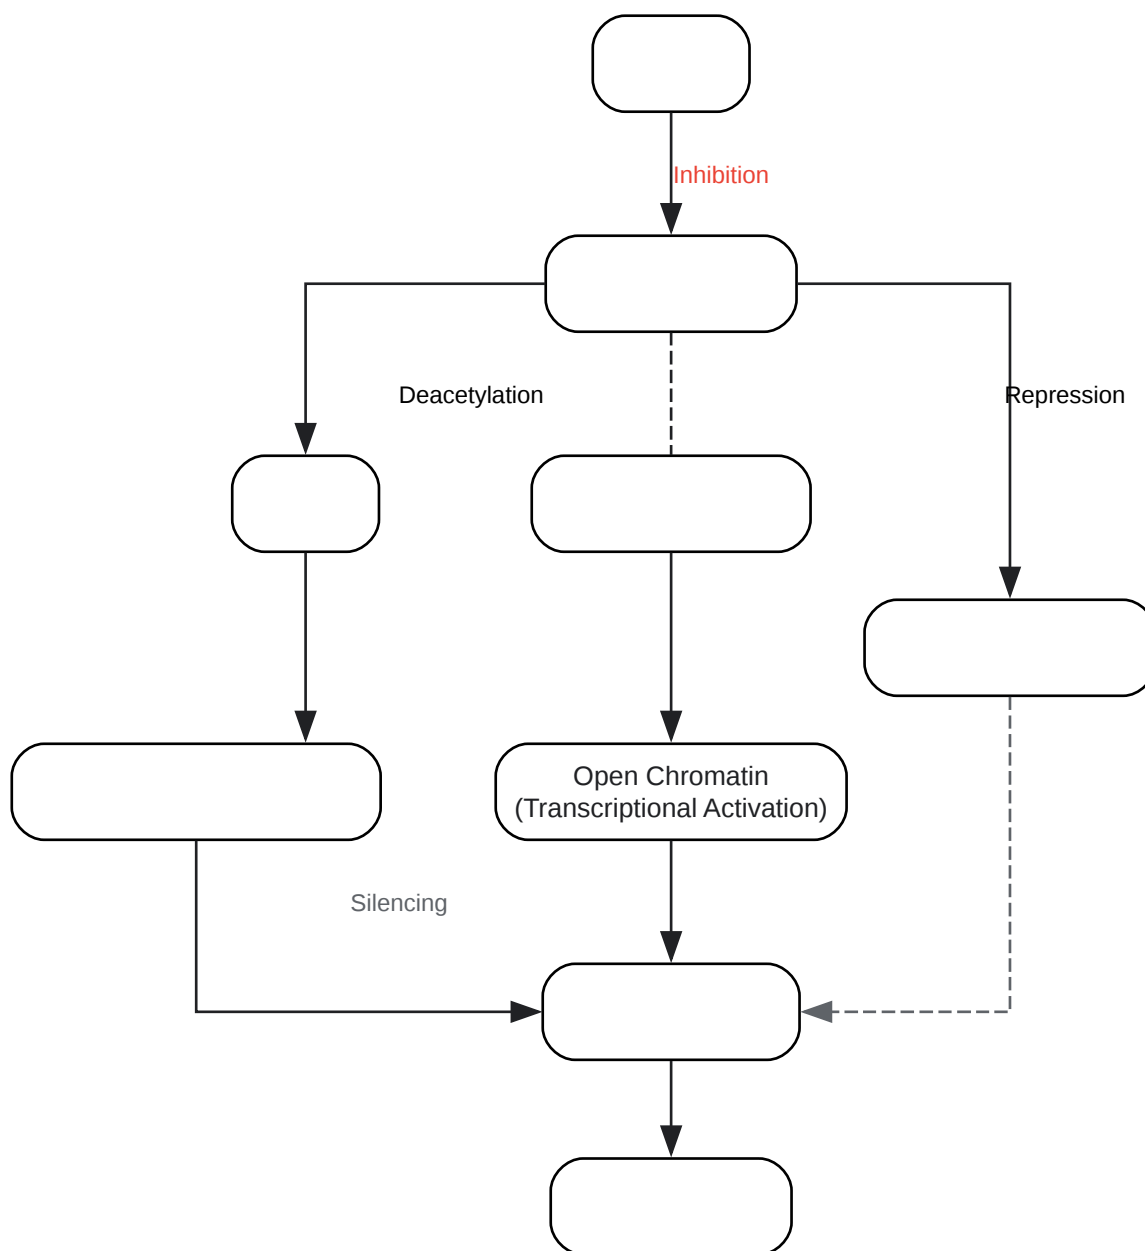 Inhibition
Deacetylation
Repression
Open Chromatin
(Transcriptional Activation)
Silencing